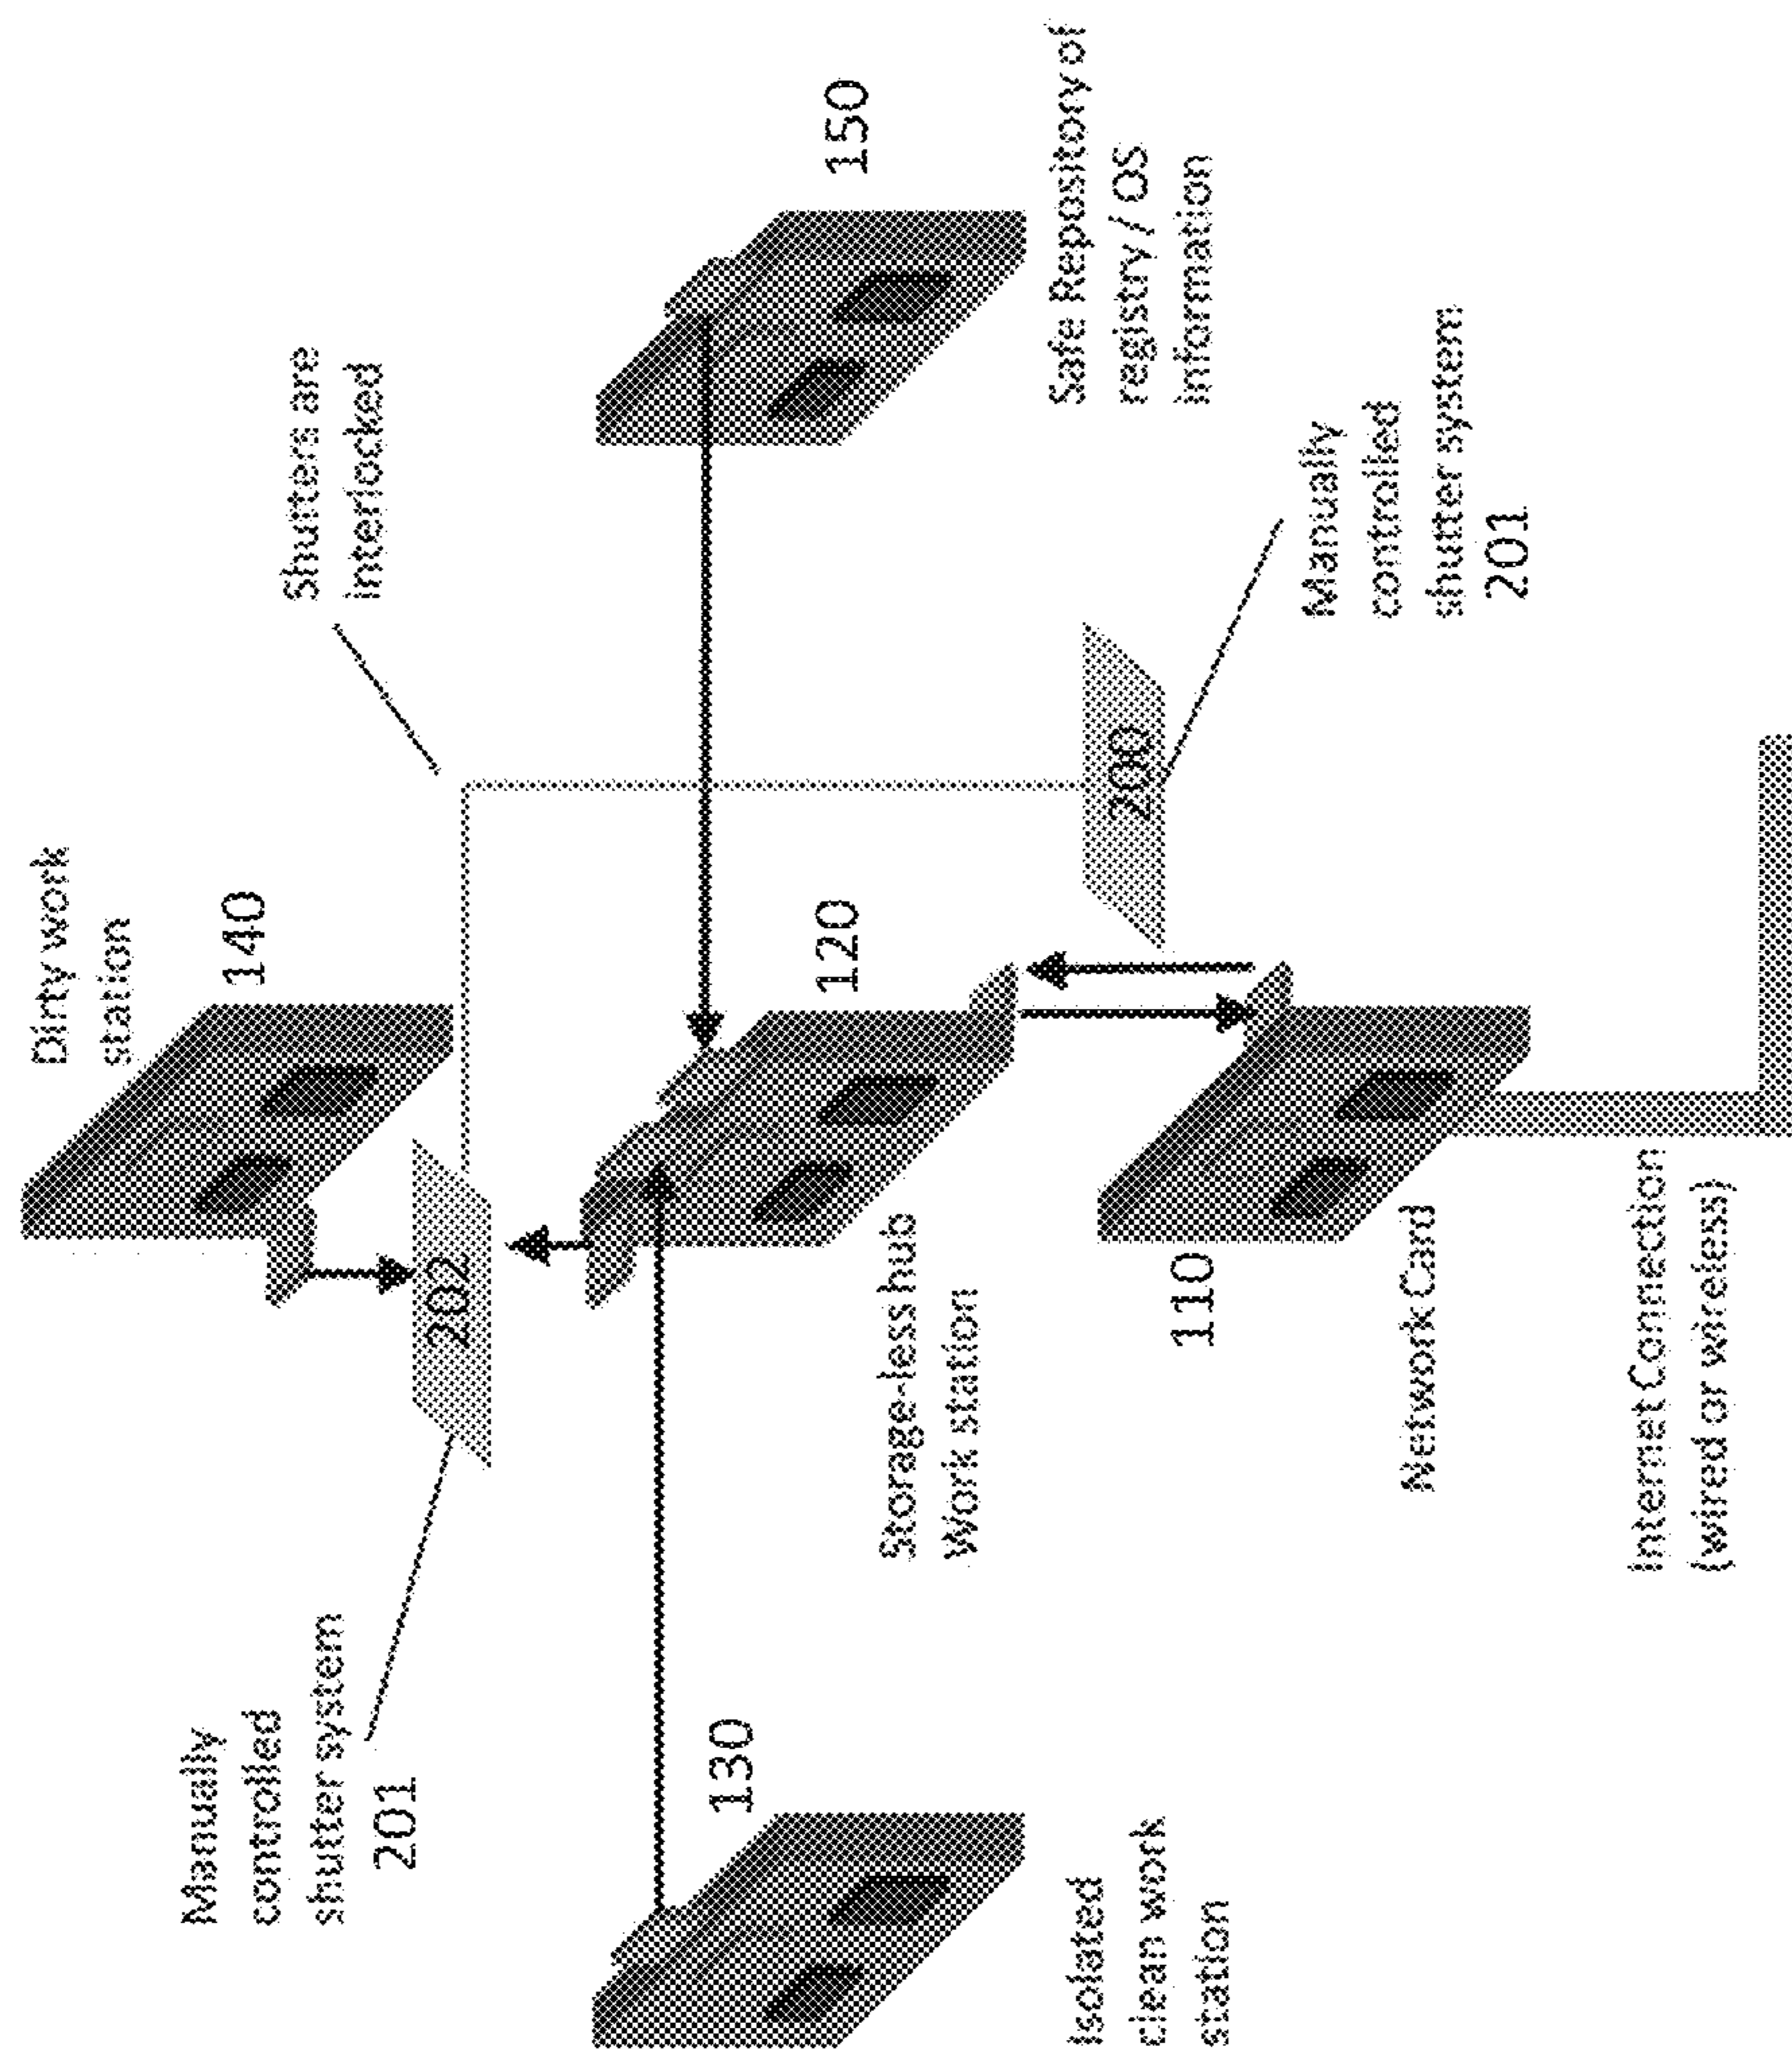 Manually
controlled
shutter system
201
Dirty work
station
140
Shutters are
interlocked
202
130
Isolated
clean work
station
Storage-less hub
Work station
120
150
Safe Repository of
registry / OS
information
200
Manually
controlled
shutter system
201
110
Network Card
Internet Connection
(wired or wireless)